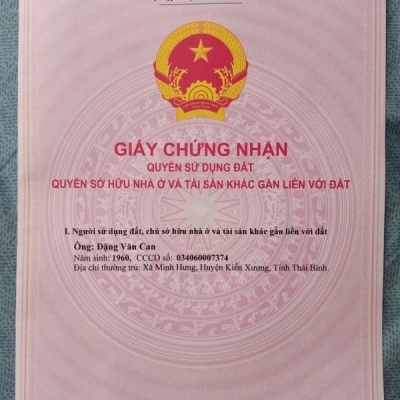 GIẤY CHỨNG NHẬN
QUYỀN SỬ DỤNG ĐẤT
QUYỀN SỞ HỮU NHÀ Ở VÀ TÀI SẢN KHÁC GẮN LIỀN VỚI ĐẤT
I. Người sử dụng đất, chủ sở hữu nhà ở và tài sản khác gắn liền với đất
Ông: Đặng Văn Can
Năm sinh: 1960, CCCD số: 034060007374
Địa chỉ thường trú: Xã Minh Hưng, Huyện Kiến Xương, Tỉnh Thái Bình.